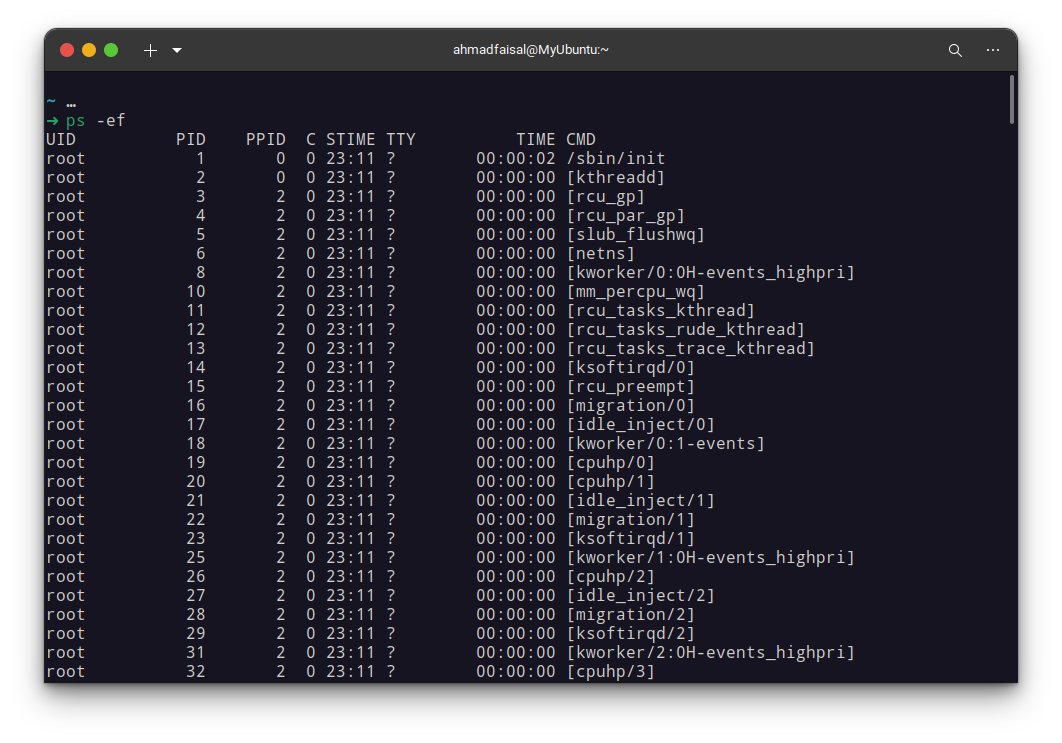 ahmadfaisal@MyUbuntu:~
~ …
➜ ps -ef
UID          PID    PPID  C STIME TTY          TIME CMD
root           1       0  0 23:11 ?        00:00:02 /sbin/init
root           2       0  0 23:11 ?        00:00:00 [kthreadd]
root           3       2  0 23:11 ?        00:00:00 [rcu_gp]
root           4       2  0 23:11 ?        00:00:00 [rcu_par_gp]
root           5       2  0 23:11 ?        00:00:00 [slub_flushwq]
root           6       2  0 23:11 ?        00:00:00 [netns]
root           8       2  0 23:11 ?        00:00:00 [kworker/0:0H-events_highpri]
root          10       2  0 23:11 ?        00:00:00 [mm_percpu_wq]
root          11       2  0 23:11 ?        00:00:00 [rcu_tasks_kthread]
root          12       2  0 23:11 ?        00:00:00 [rcu_tasks_rude_kthread]
root          13       2  0 23:11 ?        00:00:00 [rcu_tasks_trace_kthread]
root          14       2  0 23:11 ?        00:00:00 [ksoftirqd/0]
root          15       2  0 23:11 ?        00:00:00 [rcu_preempt]
root          16       2  0 23:11 ?        00:00:00 [migration/0]
root          17       2  0 23:11 ?        00:00:00 [idle_inject/0]
root          18       2  0 23:11 ?        00:00:00 [kworker/0:1-events]
root          19       2  0 23:11 ?        00:00:00 [cpuhp/0]
root          20       2  0 23:11 ?        00:00:00 [cpuhp/1]
root          21       2  0 23:11 ?        00:00:00 [idle_inject/1]
root          22       2  0 23:11 ?        00:00:00 [migration/1]
root          23       2  0 23:11 ?        00:00:00 [ksoftirqd/1]
root          25       2  0 23:11 ?        00:00:00 [kworker/1:0H-events_highpri]
root          26       2  0 23:11 ?        00:00:00 [cpuhp/2]
root          27       2  0 23:11 ?        00:00:00 [idle_inject/2]
root          28       2  0 23:11 ?        00:00:00 [migration/2]
root          29       2  0 23:11 ?        00:00:00 [ksoftirqd/2]
root          31       2  0 23:11 ?        00:00:00 [kworker/2:0H-events_highpri]
root          32       2  0 23:11 ?        00:00:00 [cpuhp/3]